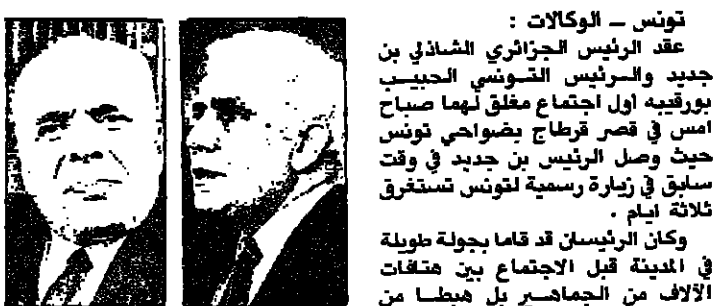 تونس ــ الوكالات :
عقد الرئيس الجزائري الشاذلي بن
جديد والرئيس التونسي الحبيب
بورقيبه اول اجتماع مغلق لهما صباح
امس في قصر قرطاج بضواحي تونس
حيث وصل الرئيس بن جديد في وقت
سابق في زيارة رسمية لتونس تستغرق
ثلاثة ايام .
وكان الرئيسان قد قاما بجولة طويلة
في المدينة قبل الاجتماع بين هتافات
الآلاف من الجماهير بل هبطا من